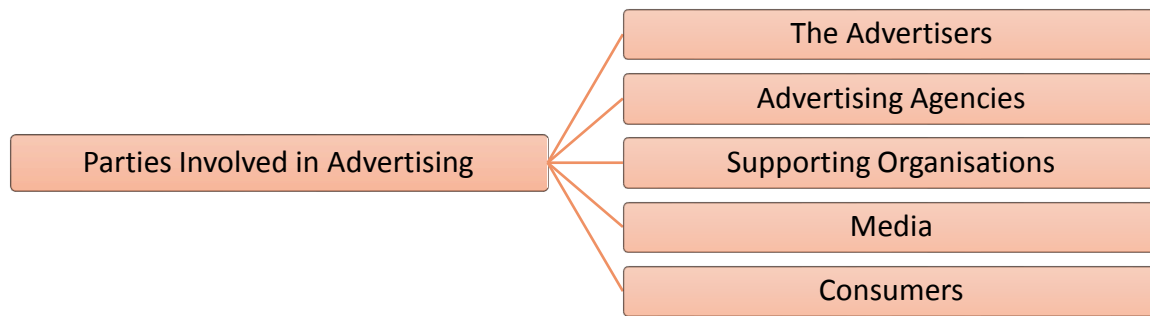 The Advertisers
Advertising Agencies
Parties Involved in Advertising
Supporting Organisations
Media
Consumers